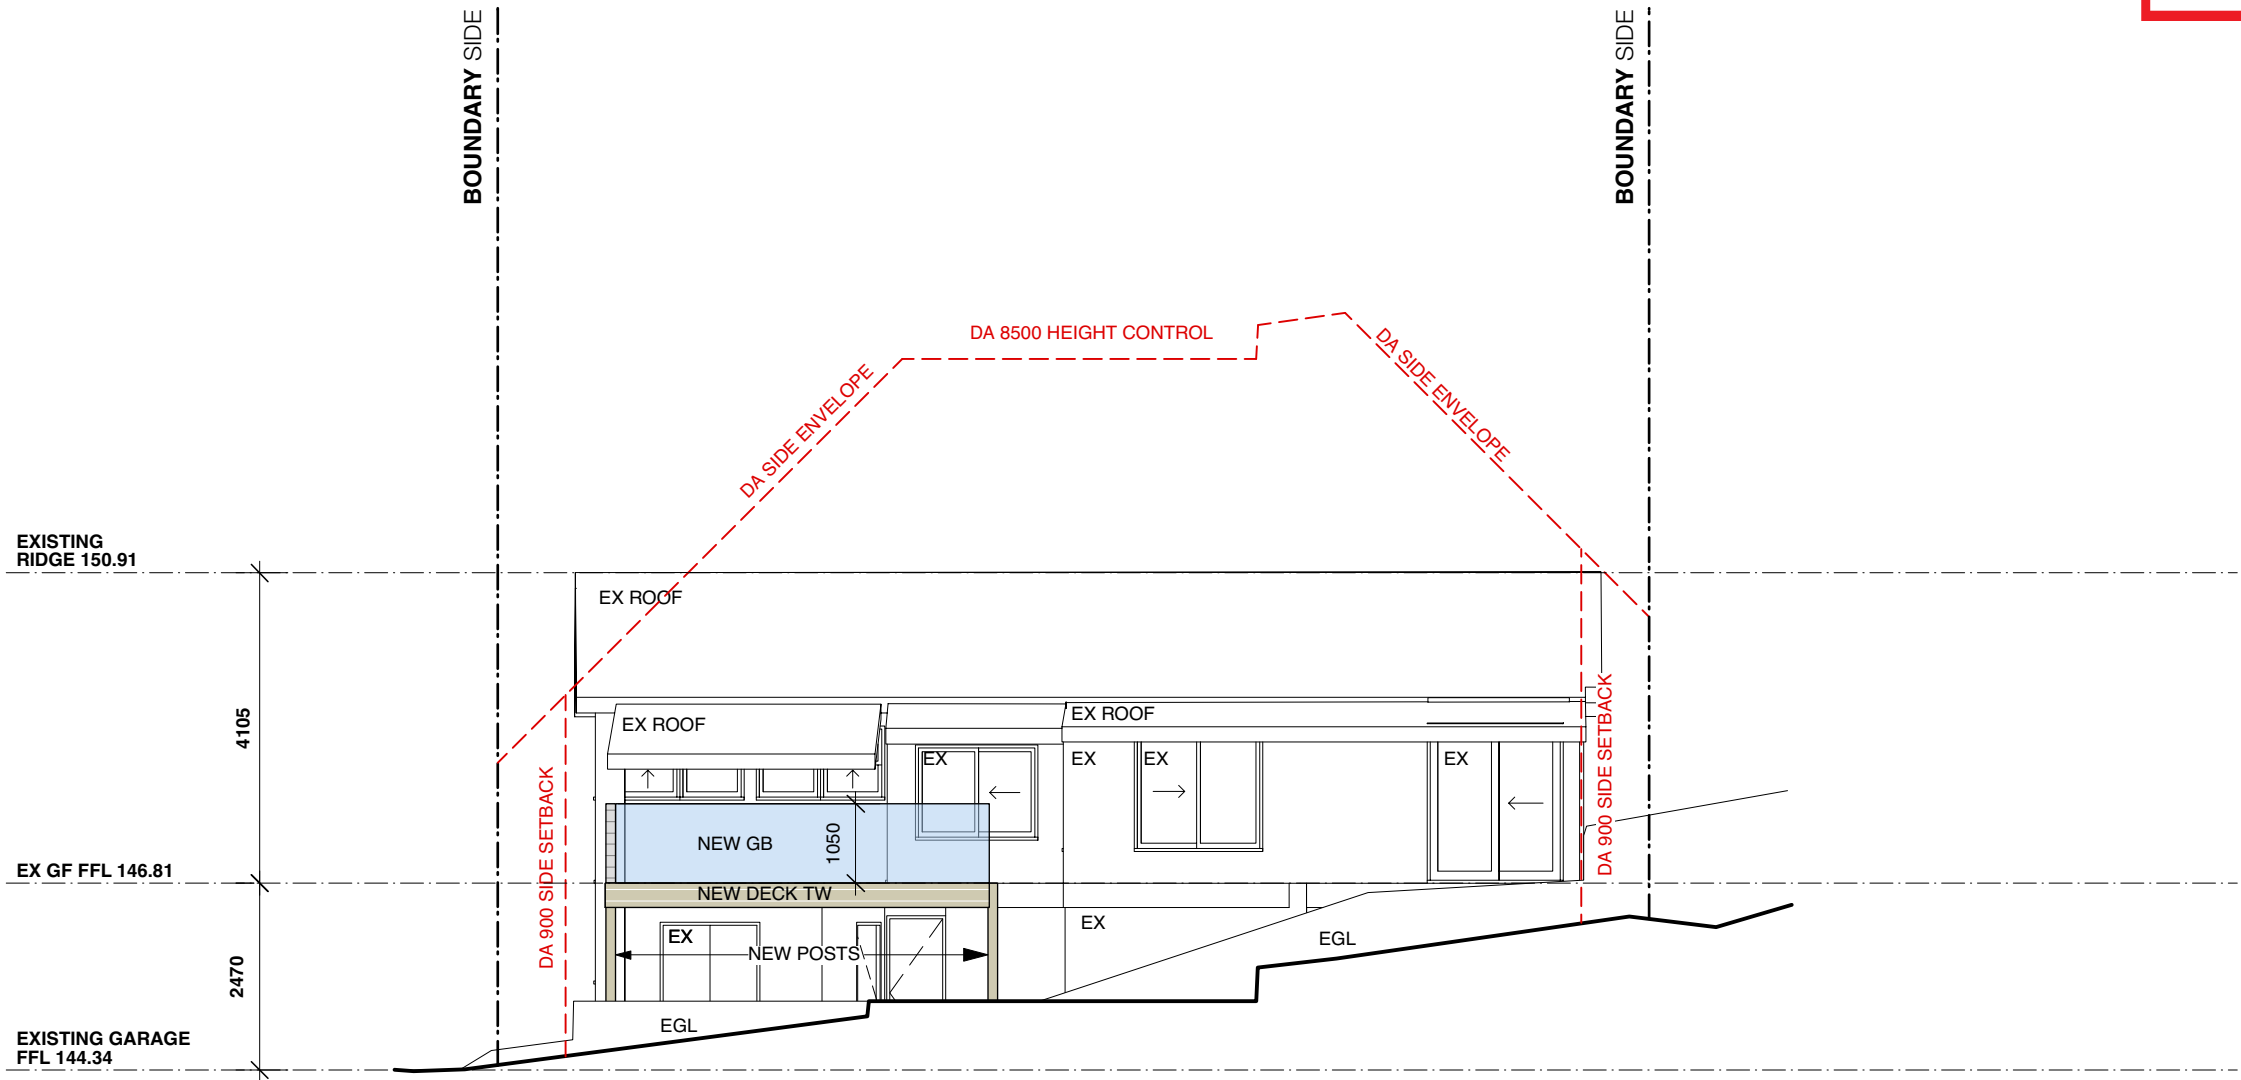 BOUNDARY SIDE
BOUNDARY SIDE
DA 8500 HEIGHT CONTROL
DA SIDE ENVELOPE
DA SIDE ENVELOPE
EXISTING
RIDGE 150.91
EX ROOF
EX ROOF
EX ROOF
4105
EX
EX
EX
EX
DA 900 SIDE SETBACK
DA 900 SIDE SETBACK
NEW GB
1050
EX GF FFL 146.81
NEW DECK TW
EX
EX
EGL
NEW POSTS
2470
EGL
EXISTING GARAGE
FFL 144.34